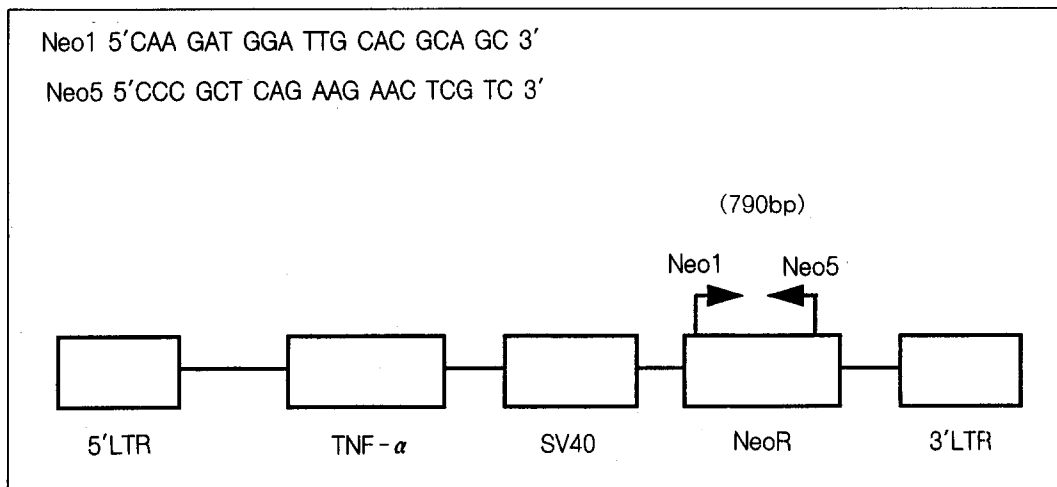 Neo1 5′CAA GAT GGA TTG CAC GCA GC 3′
Neo5 5′CCC GCT CAG AAG AAC TCG TC 3′
(790bp)
Neo1 Neo5
5′LTR TNF-α SV40 NeoR 3′LTR